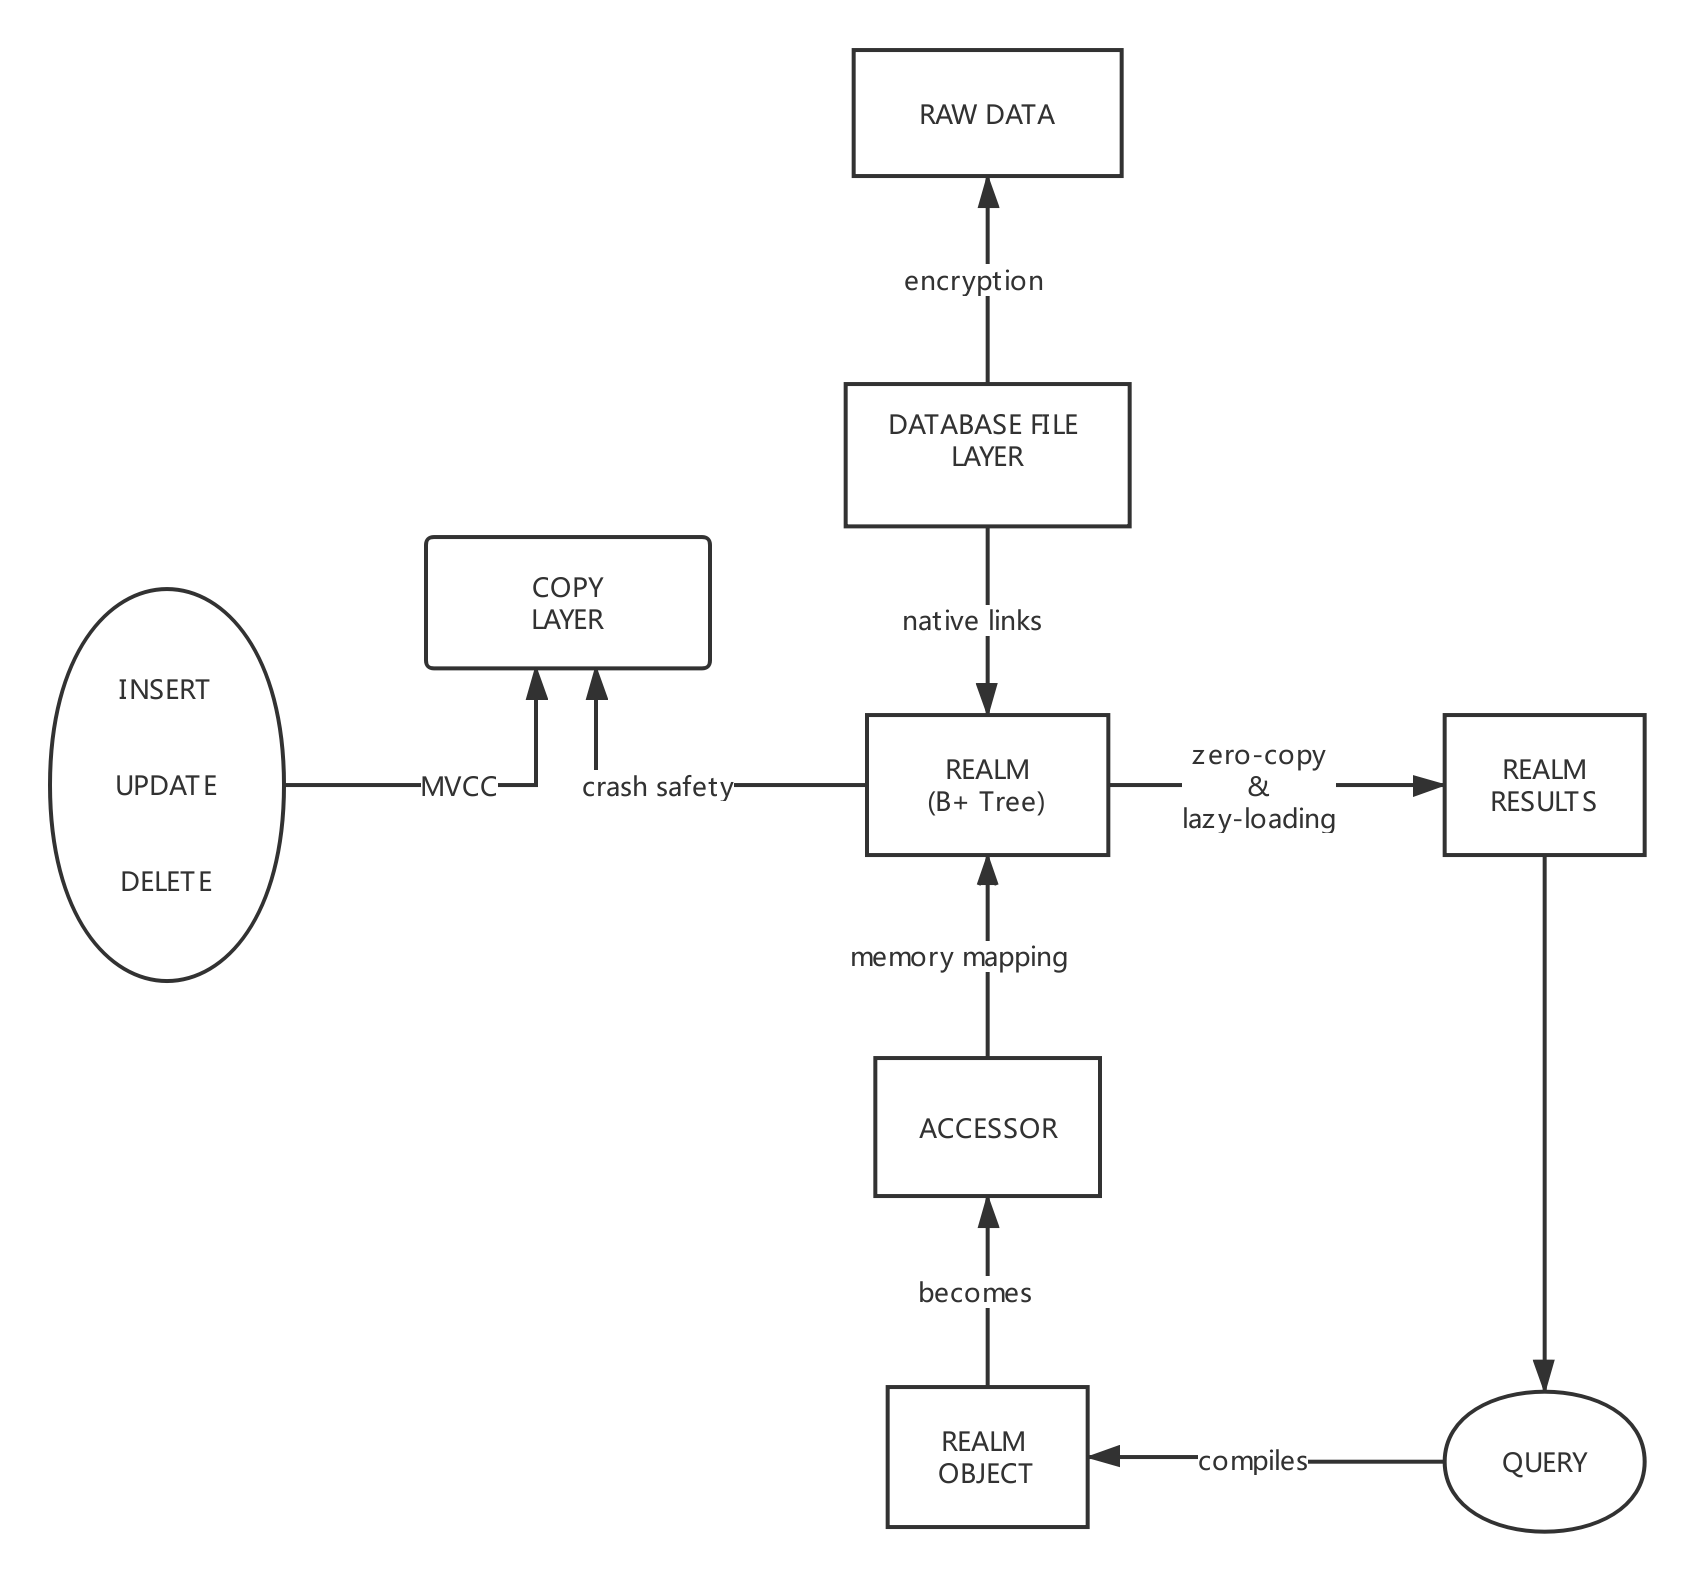 RAW DATA
encryption
DATABASE FILE
LAYER
COPY
LAYER
native links
INSERT
UPDATE
DELETE
MVCC
crash safety
REALM
(B+ Tree)
zero-copy
&
lazy-loading
REALM
RESULTS
memory mapping
ACCESSOR
becomes
REALM
OBJECT
compiles
QUERY